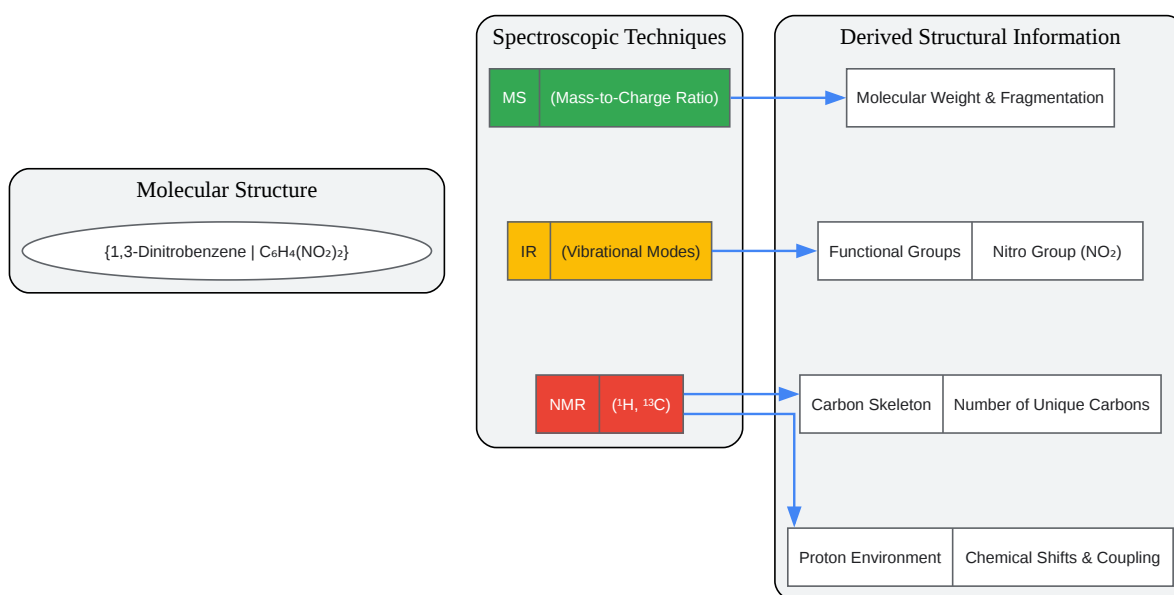 Spectroscopic Techniques
Derived Structural Information
MS
(Mass-to-Charge Ratio)
Molecular Weight & Fragmentation
Molecular Structure
{1,3-Dinitrobenzene | C₆H₄(NO₂)₂}
IR
(Vibrational Modes)
Functional Groups
Nitro Group (NO₂)
NMR
(¹H, ¹³C)
Carbon Skeleton
Number of Unique Carbons
Proton Environment
Chemical Shifts & Coupling